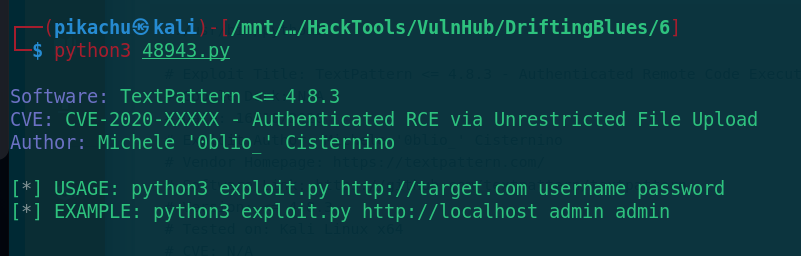 ┌──(pikachu㉿kali)-[/mnt/…/HackTools/VulnHub/DriftingBlues/6]
└─$ python3 48943.py
Software: TextPattern <= 4.8.3
CVE: CVE-2020-XXXXX - Authenticated RCE via Unrestricted File Upload
Author: Michele '0blio_' Cisternino
[*] USAGE: python3 exploit.py http://target.com username password
[*] EXAMPLE: python3 exploit.py http://localhost admin admin